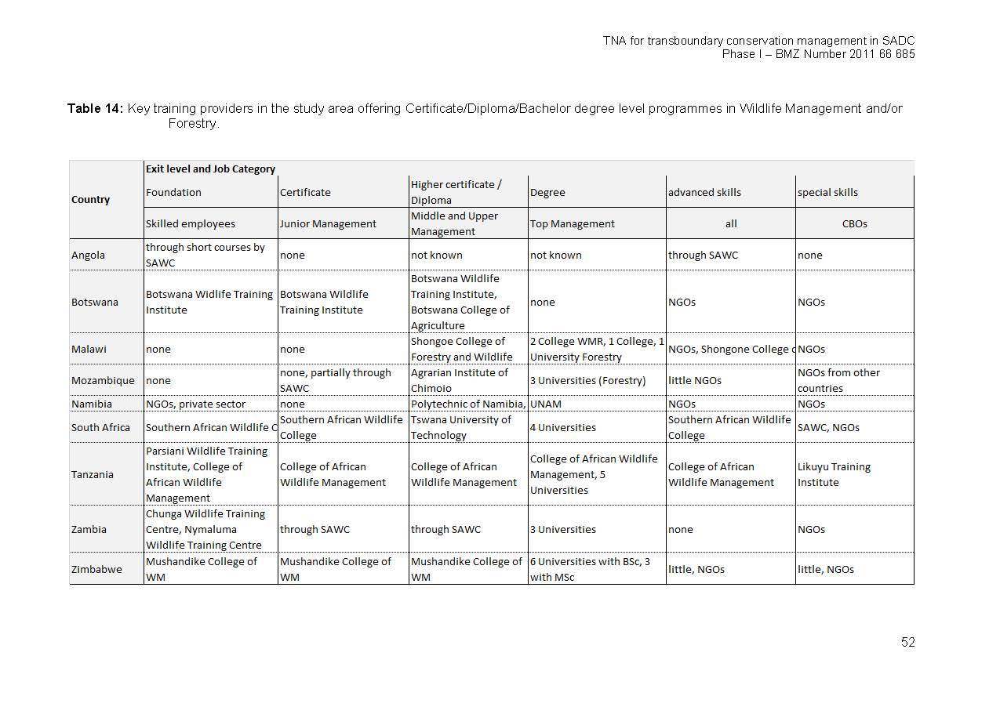 TNA for transboundary conservation management in SADC
Phase I – BMZ Number 2011 66 685
Table 14: Key training providers in the study area offering Certificate/Diploma/Bachelor degree level programmes in Wildlife Management and/or
Forestry.
Country
Exit level and Job Category
Foundation
Certificate
Higher certificate /
Diploma
Degree
advanced skills
special skills
Skilled employees
Junior Management
Middle and Upper
Management
Top Management
all
CBOs
Angola
through short courses by
SAWC
none
not known
not known
through SAWC
none
Botswana
Botswana Widlife Training
Institute
Botswana Wildlife
Training Institute
Botswana Wildlife
Training Institute,
Botswana College of
Agriculture
none
NGOs
NGOs
Malawi
none
none
Shongoe College of
Forestry and Wildlife
2 College WMR, 1 College, 1
University Forestry
NGOs, Shongone College
NGOs
Mozambique
none
none, partially through
SAWC
Agrarian Institute of
Chimoio
3 Universities (Forestry)
little NGOs
NGOs from other
countries
Namibia
NGOs, private sector
none
Polytechnic of Namibia,
UNAM
NGOs
NGOs
South Africa
Southern African Wildlife C
Southern African Wildlife
College
Tswana University of
Technology
4 Universities
Southern African Wildlife
College
SAWC, NGOs
Tanzania
Parsiani Wildlife Training
Institute, College of
African Wildlife
Management
College of African
Wildlife Management
College of African
Wildlife Management
College of African Wildlife
Management, 5
Universities
College of African
Wildlife Management
Likuyu Training
Institute
Zambia
Chunga Wildlife Training
Centre, Nymaluma
Wildlife Training Centre
through SAWC
through SAWC
3 Universities
none
NGOs
Zimbabwe
Mushandike College of
WM
Mushandike College of
WM
Mushandike College of
WM
6 Universities with BSc, 3
with MSc
little, NGOs
little, NGOs
52